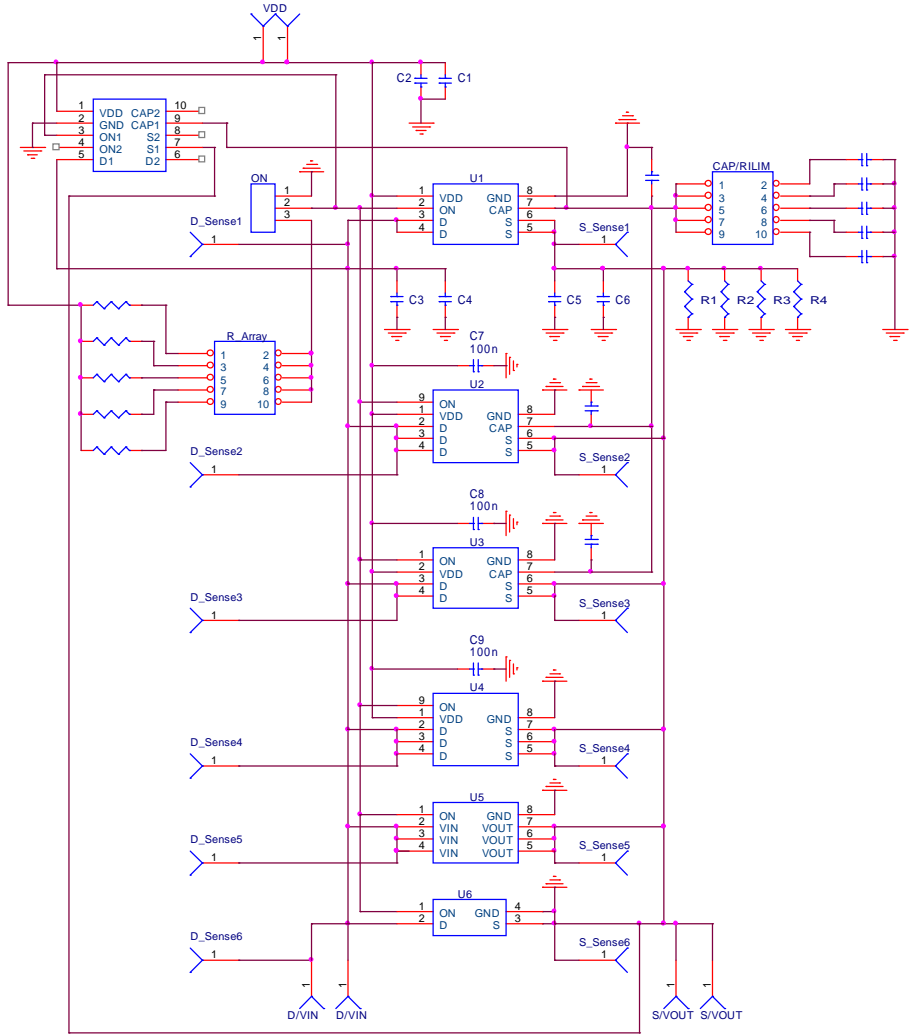 VDD
1 1
C2 C1
1 VDD CAP2 10
2 GND CAP1 9
3 ON1 S2 8
4 ON2 S1 7
5 D1 D2 6
ON
1
2
3
U1
1 VDD GND 8
2 ON CAP 7
3 D S 6
4 D S 5
CAP/RILIM
1 2
3 4
5 6
7 8
9 10
D_Sense1
1
S_Sense1
1
C3 C4 C5 C6
R1 R2 R3 R4
R_Array
1 2
3 4
5 6
7 8
9 10
C7
100n
U2
9 ON
1 VDD GND 8
2 D CAP 7
3 D S 6
4 D S 5
D_Sense2
1
S_Sense2
1
C8
100n
U3
1 ON GND 8
2 VDD CAP 7
3 D S 6
4 D S 5
D_Sense3
1
S_Sense3
1
C9
100n
U4
9 ON
1 VDD GND 8
2 D S 7
3 D S 6
4 D S 5
D_Sense4
1
S_Sense4
1
U5
1 ON GND 8
2 VIN VOUT 7
3 VIN VOUT 6
4 VIN VOUT 5
D_Sense5
1
S_Sense5
1
U6
1 ON GND 4
2 D S 3
D_Sense6
1
S_Sense6
1
1 1 1 1
D/VIN D/VIN S/VOUT S/VOUT